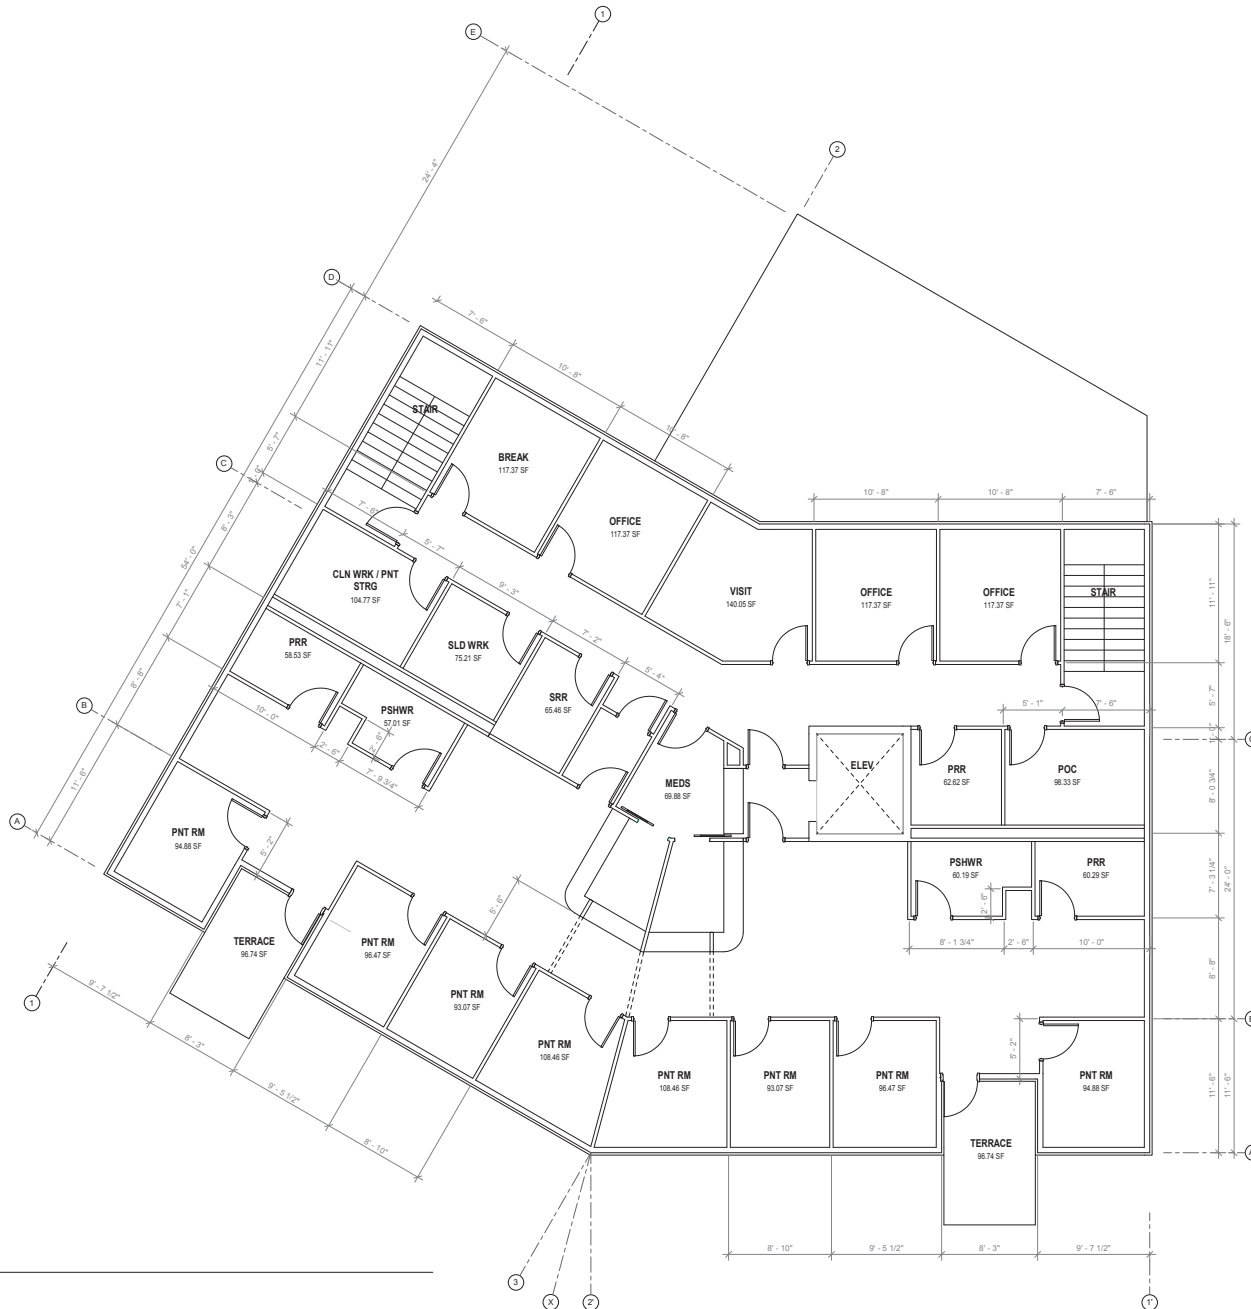 1
E
2
24' - 4"
D
7' - 6"
11' - 11"
10' - 8"
STAIR
10' - 8"
5' - 7"
BREAK
117.37 SF
C
10' - 8"
10' - 8"
7' - 6"
7' - 6"
OFFICE
117.37 SF
8' - 3"
5' - 7"
54' - 0"
CLN WRK / PNT
STRG
104.77 SF
9' - 3"
VISIT
140.05 SF
OFFICE
117.37 SF
OFFICE
117.37 SF
STAIR
11' - 11"
18' - 6"
7' - 1"
PRR
58.53 SF
SLD WRK
75.21 SF
7' - 2"
8' - 8"
5' - 4"
SRR
65.46 SF
5' - 7"
B
10' - 0"
PSHWR
57.01 SF
5' - 1"
7' - 6"
2' - 6"
7' - 9 3/4"
MEDS
69.88 SF
ELEV
PRR
62.62 SF
POC
98.33 SF
8' - 0 3/4"
11' - 6"
A
PNT RM
94.88 SF
5' - 2"
PSHWR
60.19 SF
PRR
60.29 SF
7' - 3 1/4"
24' - 0"
5' - 6"
2' - 6"
TERRACE
96.74 SF
PNT RM
96.47 SF
8' - 1 3/4"
2' - 6"
10' - 0"
8' - 8"
1
9' - 7 1/2"
PNT RM
93.07 SF
8' - 3"
PNT RM
108.46 SF
5' - 2"
9' - 5 1/2"
PNT RM
108.46 SF
PNT RM
93.07 SF
PNT RM
96.47 SF
PNT RM
94.88 SF
11' - 6"
11' - 6"
8' - 10"
TERRACE
96.74 SF
8' - 10"
9' - 5 1/2"
8' - 3"
9' - 7 1/2"
3
X
2'
1'